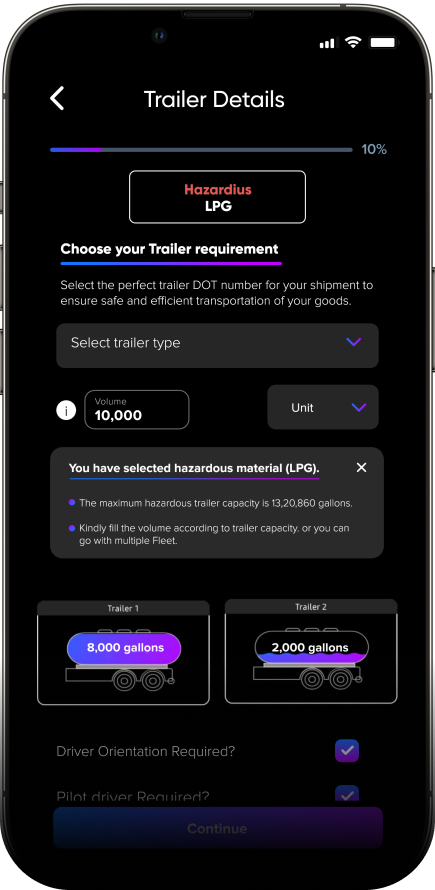 Trailer Details
10%
Hazardius
LPG
Choose your Trailer requirement
Select the perfect trailer DOT number for your shipment to
ensure safe and efficient transportation of your goods.
Select trailer type
i
Volume
10,000
Unit
You have selected hazardous material (LPG).
The maximum hazardous trailer capacity is 13,20,860 gallons.
Kindly fill the volume according to trailer capacity. or you can
go with multiple Fleet.
Trailer 1
Trailer 2
8,000 gallons
2,000 gallons
Driver Orientation Required?
Pilot driver Required?
Continue